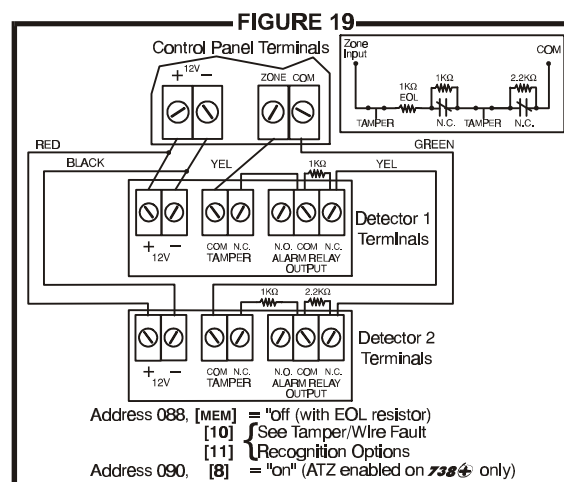 FIGURE 19
Control Panel Terminals
+ 12V −
ZONE COM
Zone
Input
COM
1KΩ
EOL
1KΩ
2.2KΩ
TAMPER
N.C.
TAMPER
N.C.
RED
BLACK
YEL
GREEN
1KΩ
YEL
Detector 1
Terminals
+ −
12V
COM N.C.
TAMPER
N.O. COM N.C.
ALARM RELAY
OUTPUT
1KΩ
2.2KΩ
Detector 2
Terminals
+ −
12V
COM N.C.
TAMPER
N.O. COM N.C.
ALARM RELAY
OUTPUT
Address 088, [MEM] = "off (with EOL resistor)
[10] { See Tamper/Wire Fault
[11] Recognition Options
Address 090, [8] = "on" (ATZ enabled on 738+ only)